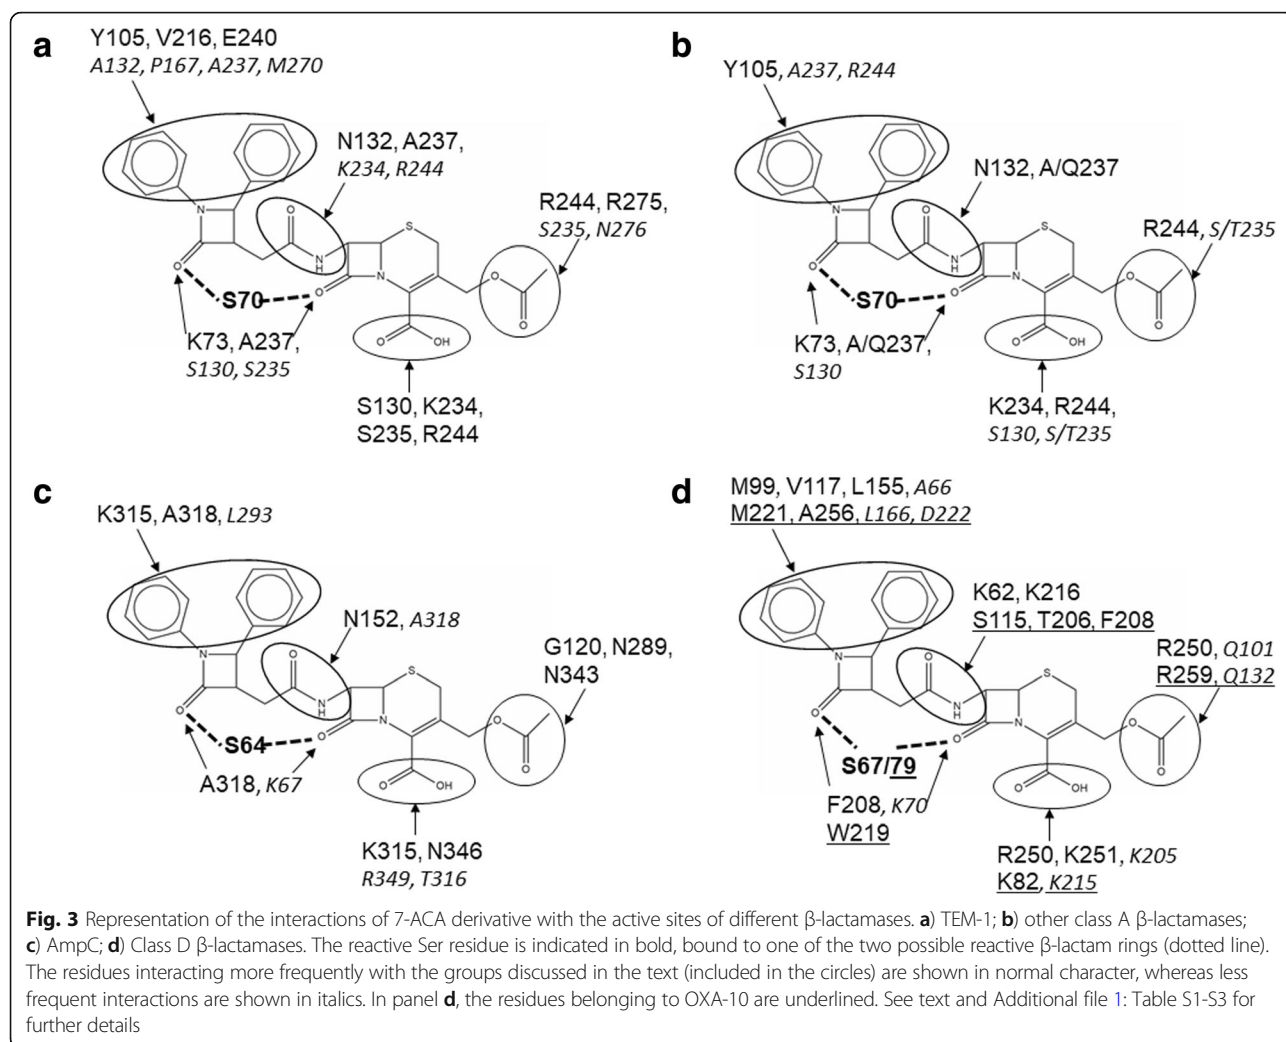 a
Y105, V216, E240
A132, P167, A237, M270
N132, A237,
K234, R244
R244, R275,
S235, N276
N
O
O
N
H
S
N
O
O
O
O
OH
S70
K73, A237,
S130, S235
S130, K234,
S235, R244
b
Y105, A237, R244
N132, A/Q237
R244, S/T235
N
O
O
N
H
S
N
O
O
O
O
OH
S70
K73, A/Q237,
S130
K234, R244,
S130, S/T235
c
K315, A318, L293
N152, A318
G120, N289,
N343
N
O
O
N
H
S
N
O
O
O
O
OH
S64
A318, K67
K315, N346
R349, T316
d
M99, V117, L155, A66
M221, A256, L166, D222
K62, K216
S115, T206, F208
R250, Q101
R259, Q132
N
O
O
N
H
S
N
O
O
O
O
OH
S67/79
F208, K70
W219
R250, K251, K205
K82, K215
Fig. 3 Representation of the interactions of 7-ACA derivative with the active sites of different β-lactamases. a) TEM-1; b) other class A β-lactamases;
c) AmpC; d) Class D β-lactamases. The reactive Ser residue is indicated in bold, bound to one of the two possible reactive β-lactam rings (dotted line).
The residues interacting more frequently with the groups discussed in the text (included in the circles) are shown in normal character, whereas less
frequent interactions are shown in italics. In panel d, the residues belonging to OXA-10 are underlined. See text and Additional file 1: Table S1-S3 for
further details